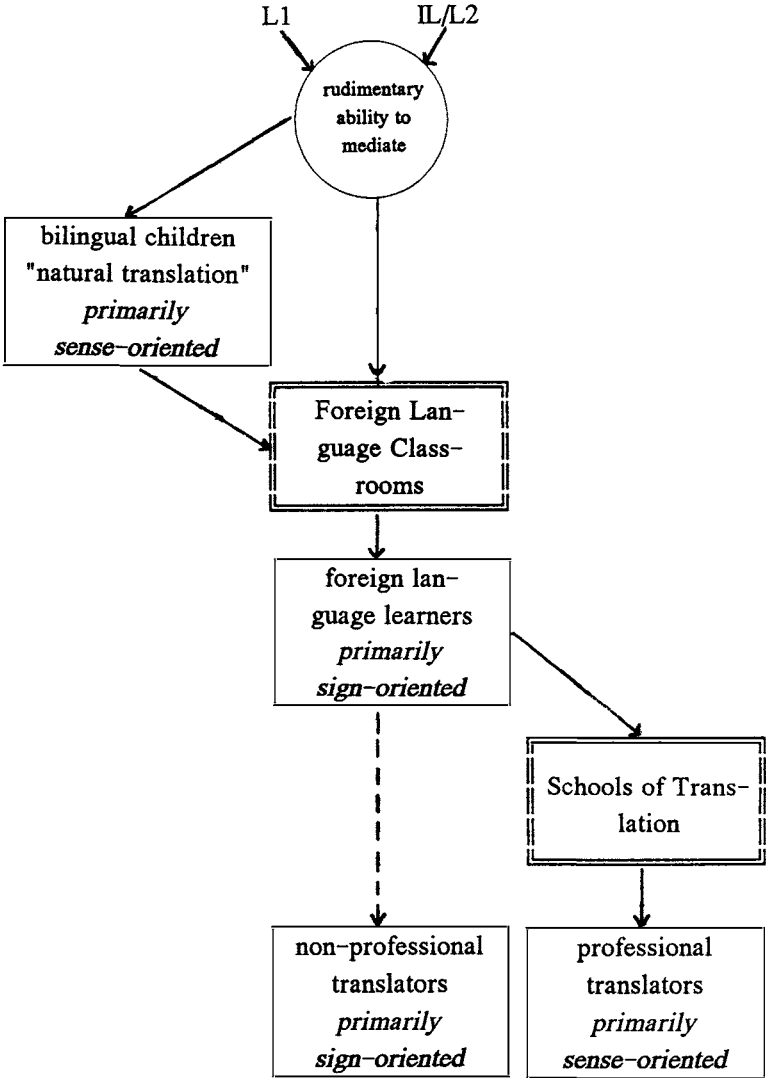 L1
IL/L2
rudimentary
ability to
mediate
bilingual children
"natural translation"
primarily
sense-oriented
Foreign Lan-
guage Class-
rooms
foreign lan-
guage learners
primarily
sign-oriented
Schools of Trans-
lation
non-professional
translators
primarily
sign-oriented
professional
translators
primarily
sense-oriented